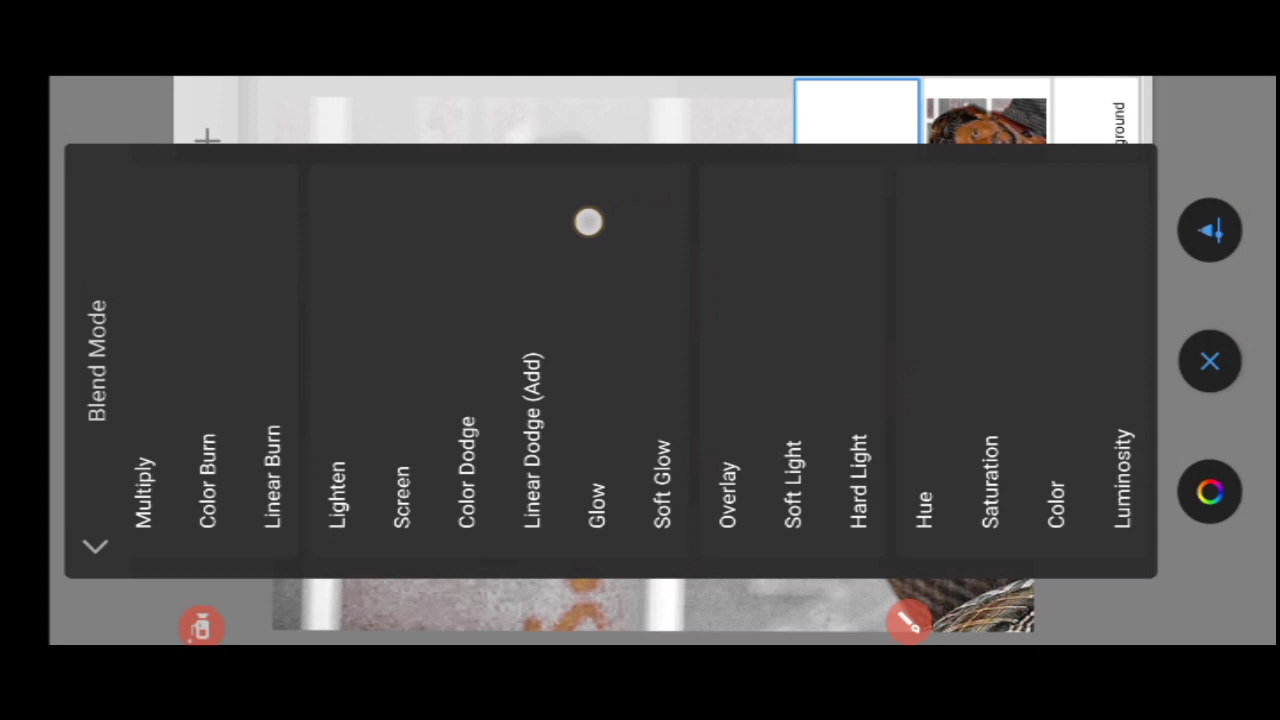 Blend Mode
Multiply
Color Burn
Linear Burn
Lighten
Screen
Color Dodge
Linear Dodge (Add)
Glow
Soft Glow
Overlay
Soft Light
Hard Light
Hue
Saturation
Color
Luminosity
ground